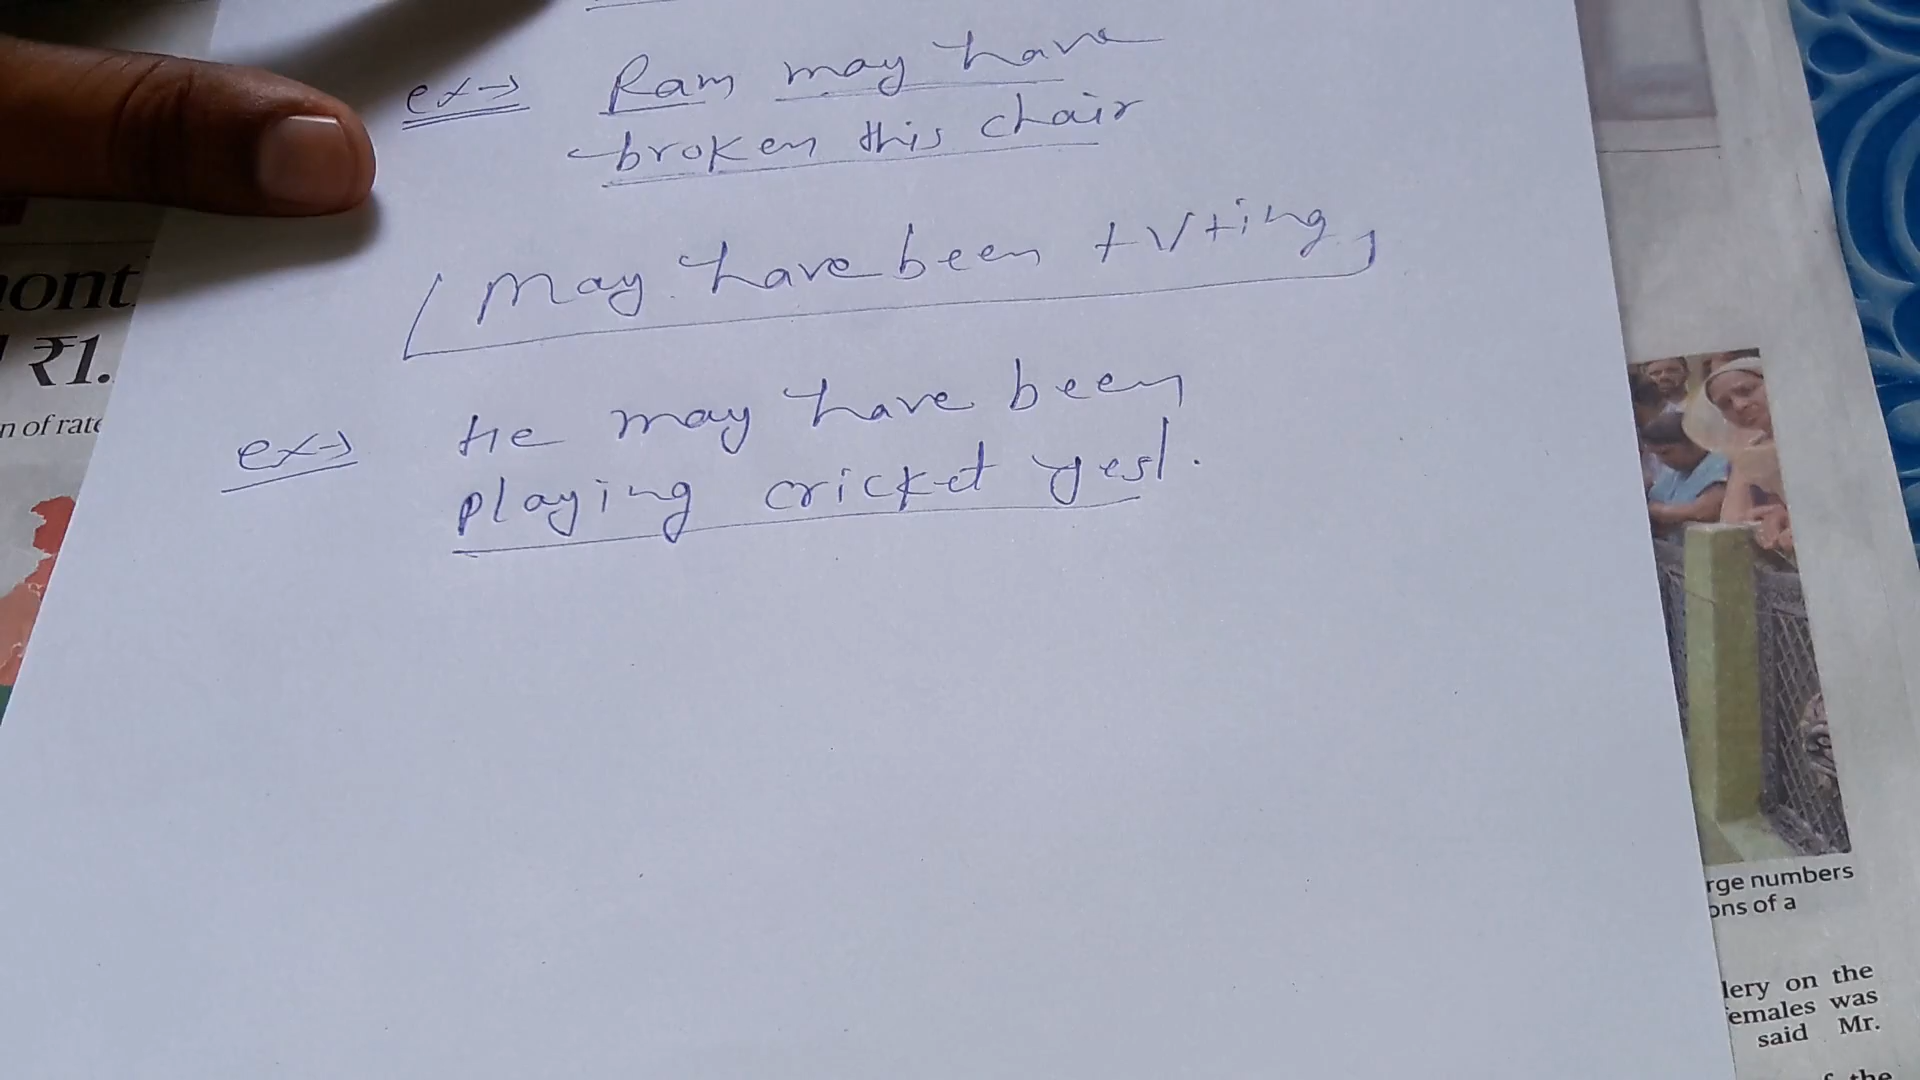 ex→ Ram may have
broken this chair
May have been +V+ing
ex→ He may have been
playing cricket yest.
ont
₹1.
n of rate
rge numbers
ons of a
lery on the
emales was
said Mr.
f the